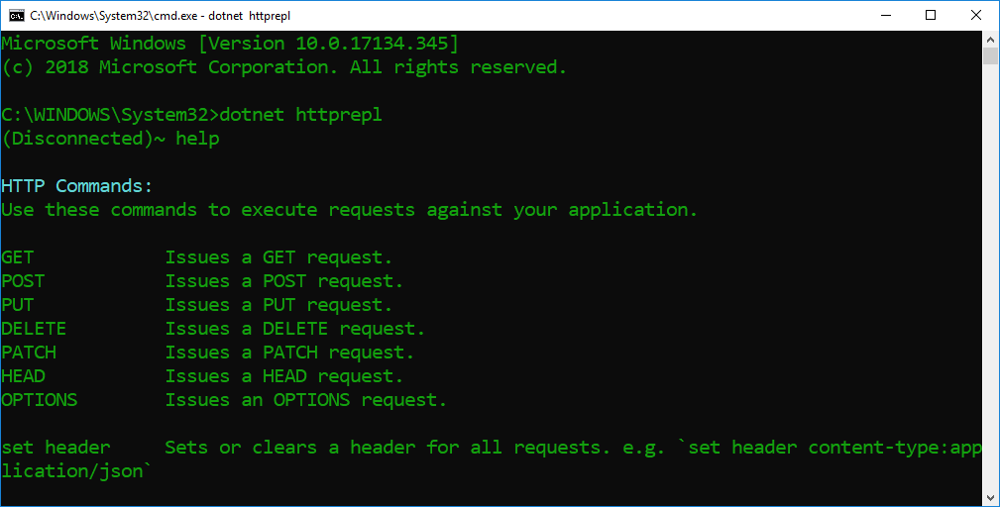 C:\Windows\System32\cmd.exe - dotnet  httprepl
Microsoft Windows [Version 10.0.17134.345]
(c) 2018 Microsoft Corporation. All rights reserved.
C:\WINDOWS\System32>dotnet httprepl
(Disconnected)~ help
HTTP Commands:
Use these commands to execute requests against your application.
GET            Issues a GET request.
POST           Issues a POST request.
PUT            Issues a PUT request.
DELETE         Issues a DELETE request.
PATCH          Issues a PATCH request.
HEAD           Issues a HEAD request.
OPTIONS        Issues an OPTIONS request.
set header     Sets or clears a header for all requests. e.g. `set header content-type:app
lication/json`